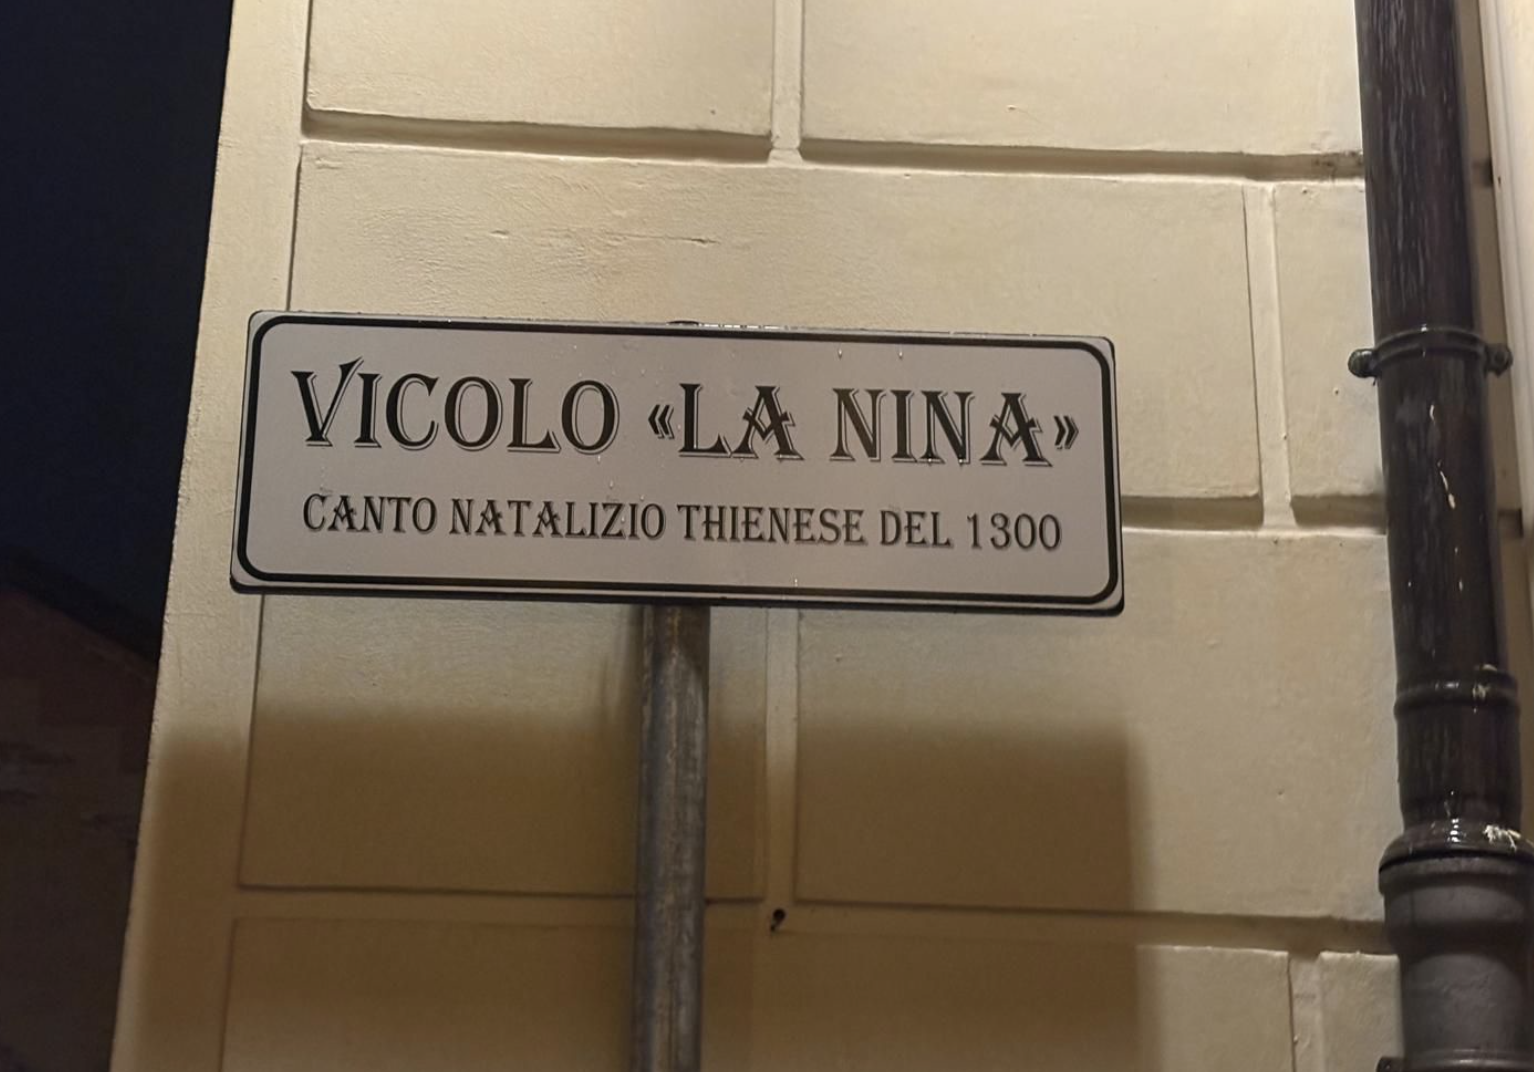 VICOLO «LA NINA»
CANTO NATALIZIO THIENESE DEL 1300